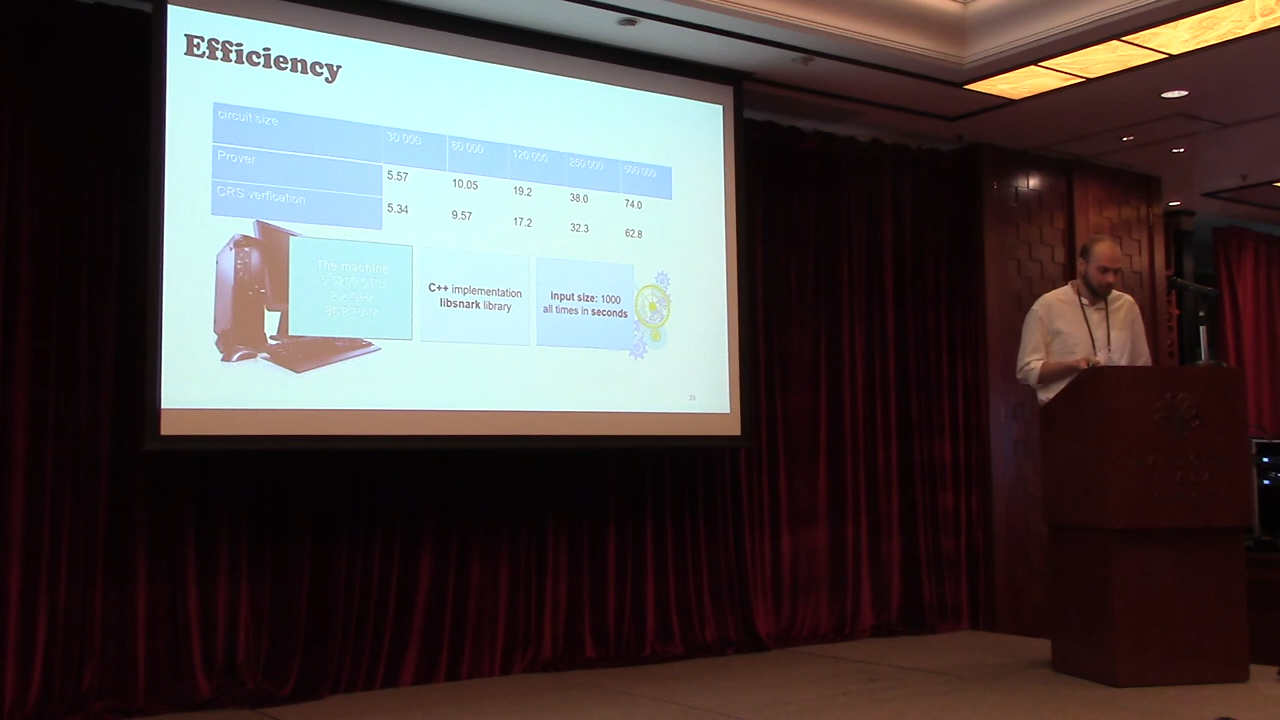 Efficiency
circuit size 30 000 60 000 120 000 250 000 500 000
Prover 5.57 10.05 19.2 38.0 74.0
CRS verfication 5.34 9.57 17.2 32.3 62.8
The machine
C++ implementation
libsnark library
input size: 1000
all times in seconds
33